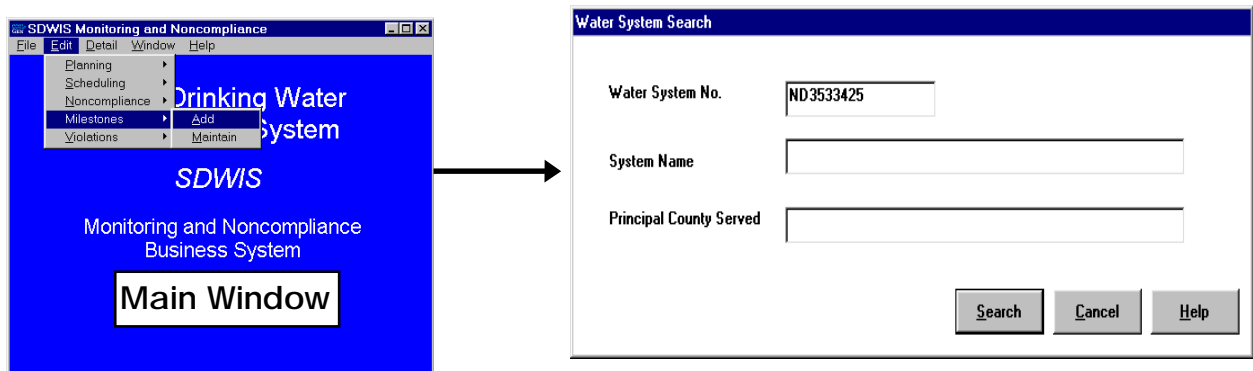 SDWIS Monitoring and Noncompliance
File Edit Detail Window Help
Planning
Scheduling
Noncompliance
Milestones
Violations
Add
Maintain
Drinking Water
System
SDWIS
Monitoring and Noncompliance
Business System
Main Window
Water System Search
Water System No. ND3533425
System Name
Principal County Served
Search Cancel Help